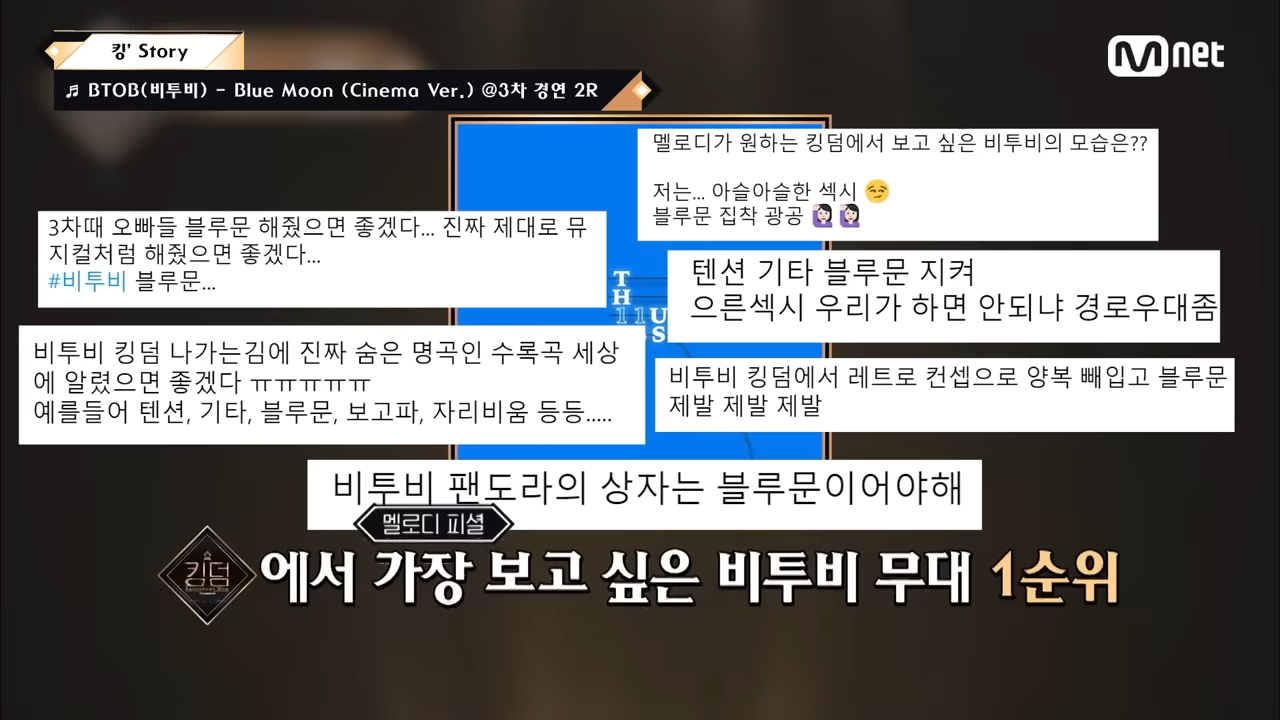 킹' Story
♬ BTOB(비투비) - Blue Moon (Cinema Ver.) @3차 경연 2R
Mnet
멜로디가 원하는 킹덤에서 보고 싶은 비투비의 모습은??
저는... 아슬아슬한 섹시 😏
블루문 집착 광공 🙋🏻‍♀️🙋🏻‍♀️
3차때 오빠들 블루문 해줬으면 좋겠다... 진짜 제대로 뮤
지컬처럼 해줬으면 좋겠다...
#비투비 블루문...
텐션 기타 블루문 지켜
으른섹시 우리가 하면 안되냐 경로우대좀
TH
11
US
비투비 킹덤 나가는김에 진짜 숨은 명곡인 수록곡 세상
에 알렸으면 좋겠다 ㅠㅠㅠㅠㅠ
예를들어 텐션, 기타, 블루문, 보고파, 자리비움 등등.....
비투비 킹덤에서 레트로 컨셉으로 양복 빼입고 블루문
제발 제발 제발
비투비 팬도라의 상자는 블루문이어야해
멜로디 피셜
킹덤에서 가장 보고 싶은 비투비 무대 1순위